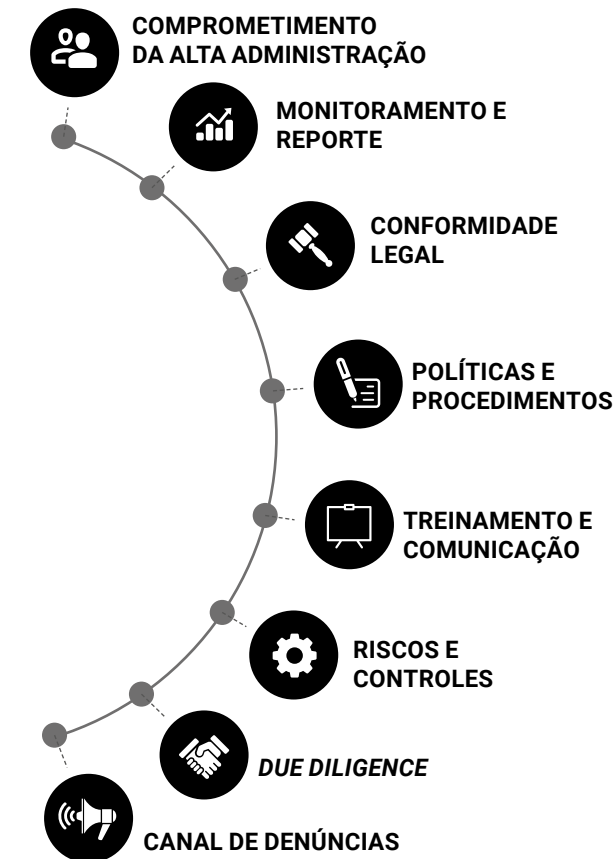 COMPROMETIMENTO
DA ALTA ADMINISTRAÇÃO
MONITORAMENTO E
REPORTE
CONFORMIDADE
LEGAL
POLÍTICAS E
PROCEDIMENTOS
TREINAMENTO E
COMUNICAÇÃO
RISCOS E
CONTROLES
DUE DILIGENCE
CANAL DE DENÚNCIAS